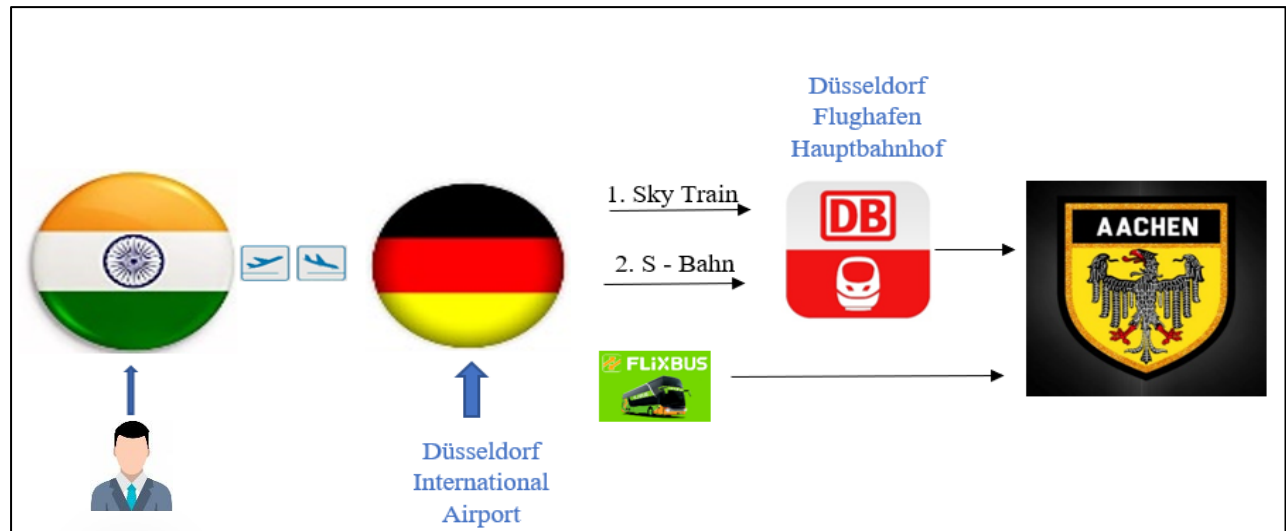 Düsseldorf
Flughafen
Hauptbahnhof
1. Sky Train
2. S - Bahn
DB
AACHEN
FLiXBUS
Düsseldorf
International
Airport